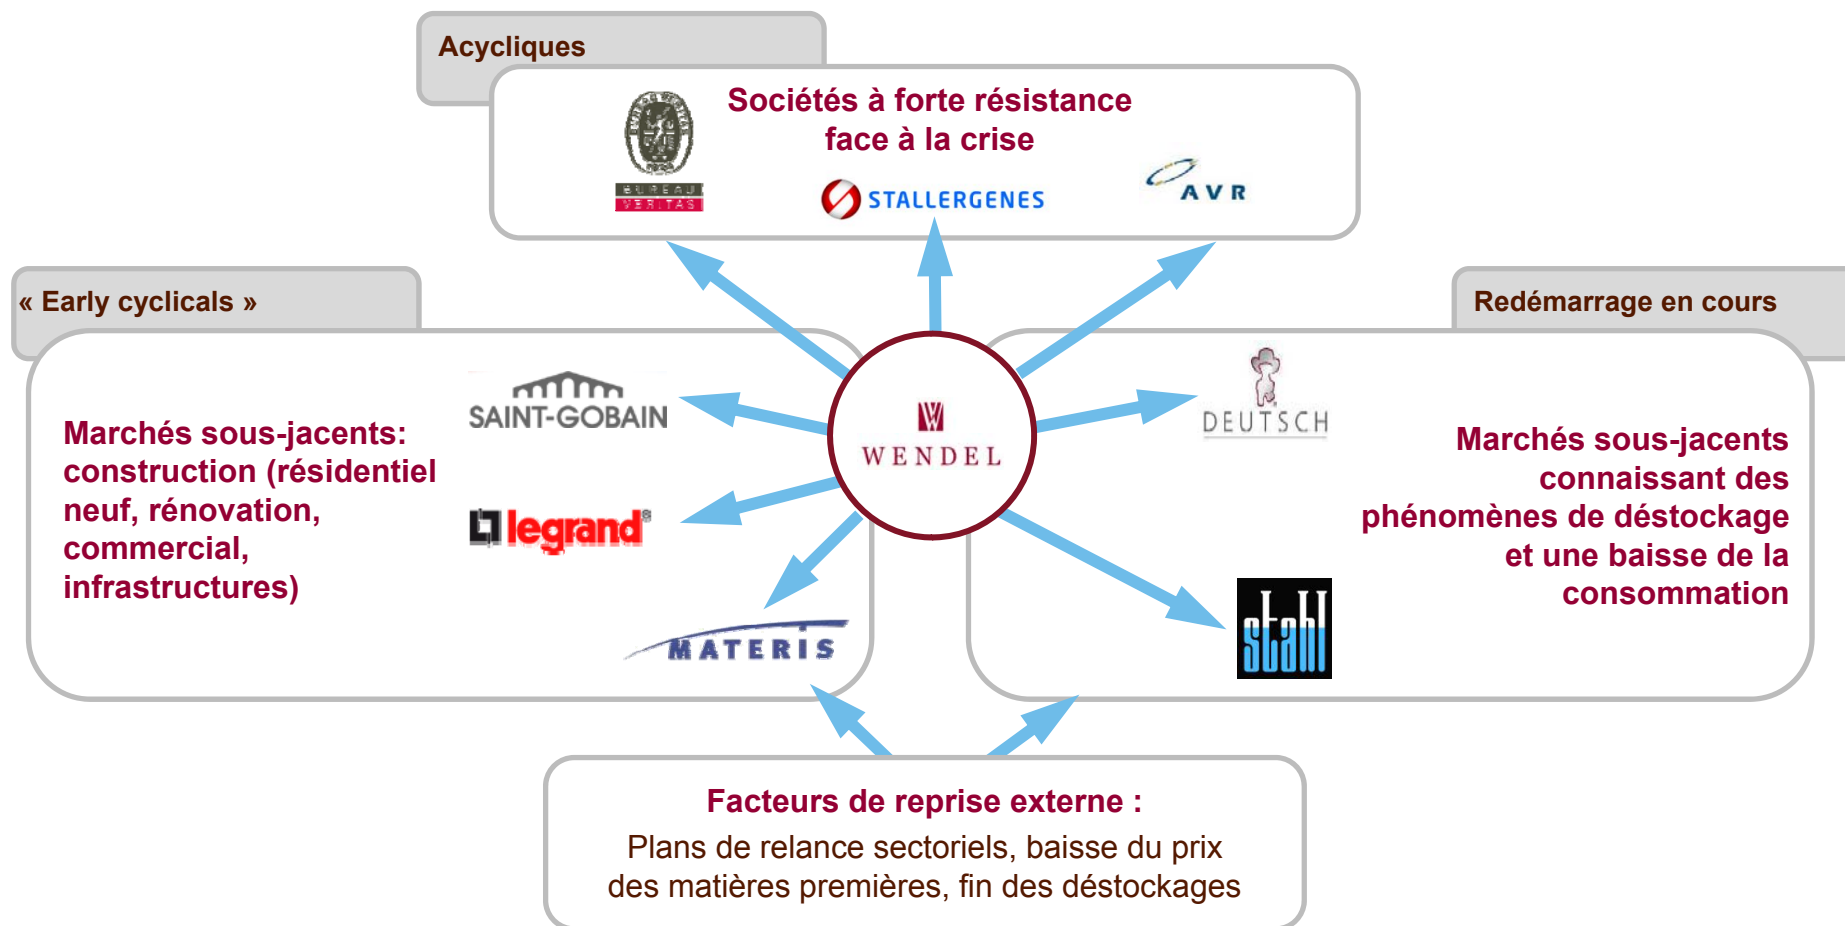 Acycliques
Sociétés à forte résistance
face à la crise
BUREAU
VERITAS
STALLERGENES
AVR
« Early cyclicals »
Marchés sous-jacents:
construction (résidentiel
neuf, rénovation,
commercial,
infrastructures)
SAINT-GOBAIN
legrand®
MATERIS
WENDEL
Redémarrage en cours
DEUTSCH
stahl
Marchés sous-jacents
connaissant des
phénomènes de déstockage
et une baisse de la
consommation
Facteurs de reprise externe :
Plans de relance sectoriels, baisse du prix
des matières premières, fin des déstockages